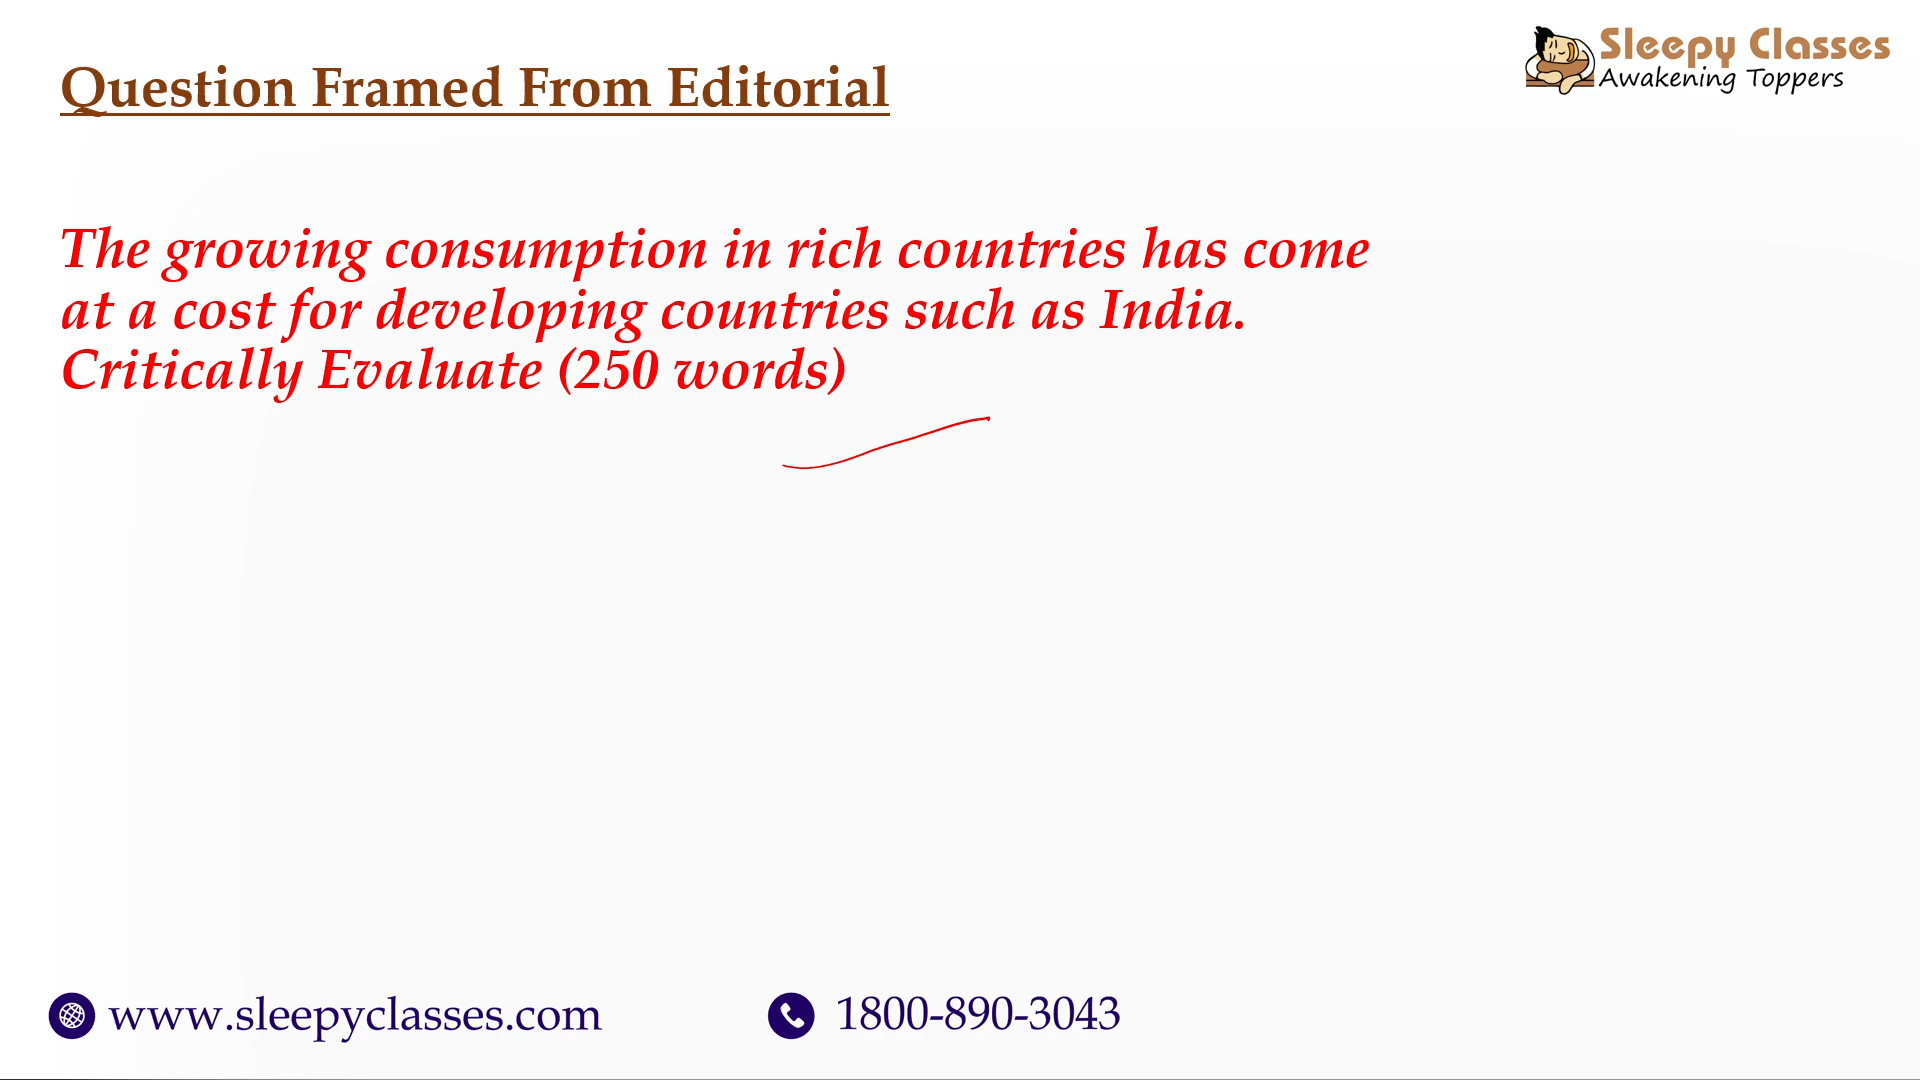 Sleepy Classes
Awakening Toppers
Question Framed From Editorial
The growing consumption in rich countries has come
at a cost for developing countries such as India.
Critically Evaluate (250 words)
www.sleepyclasses.com
1800-890-3043